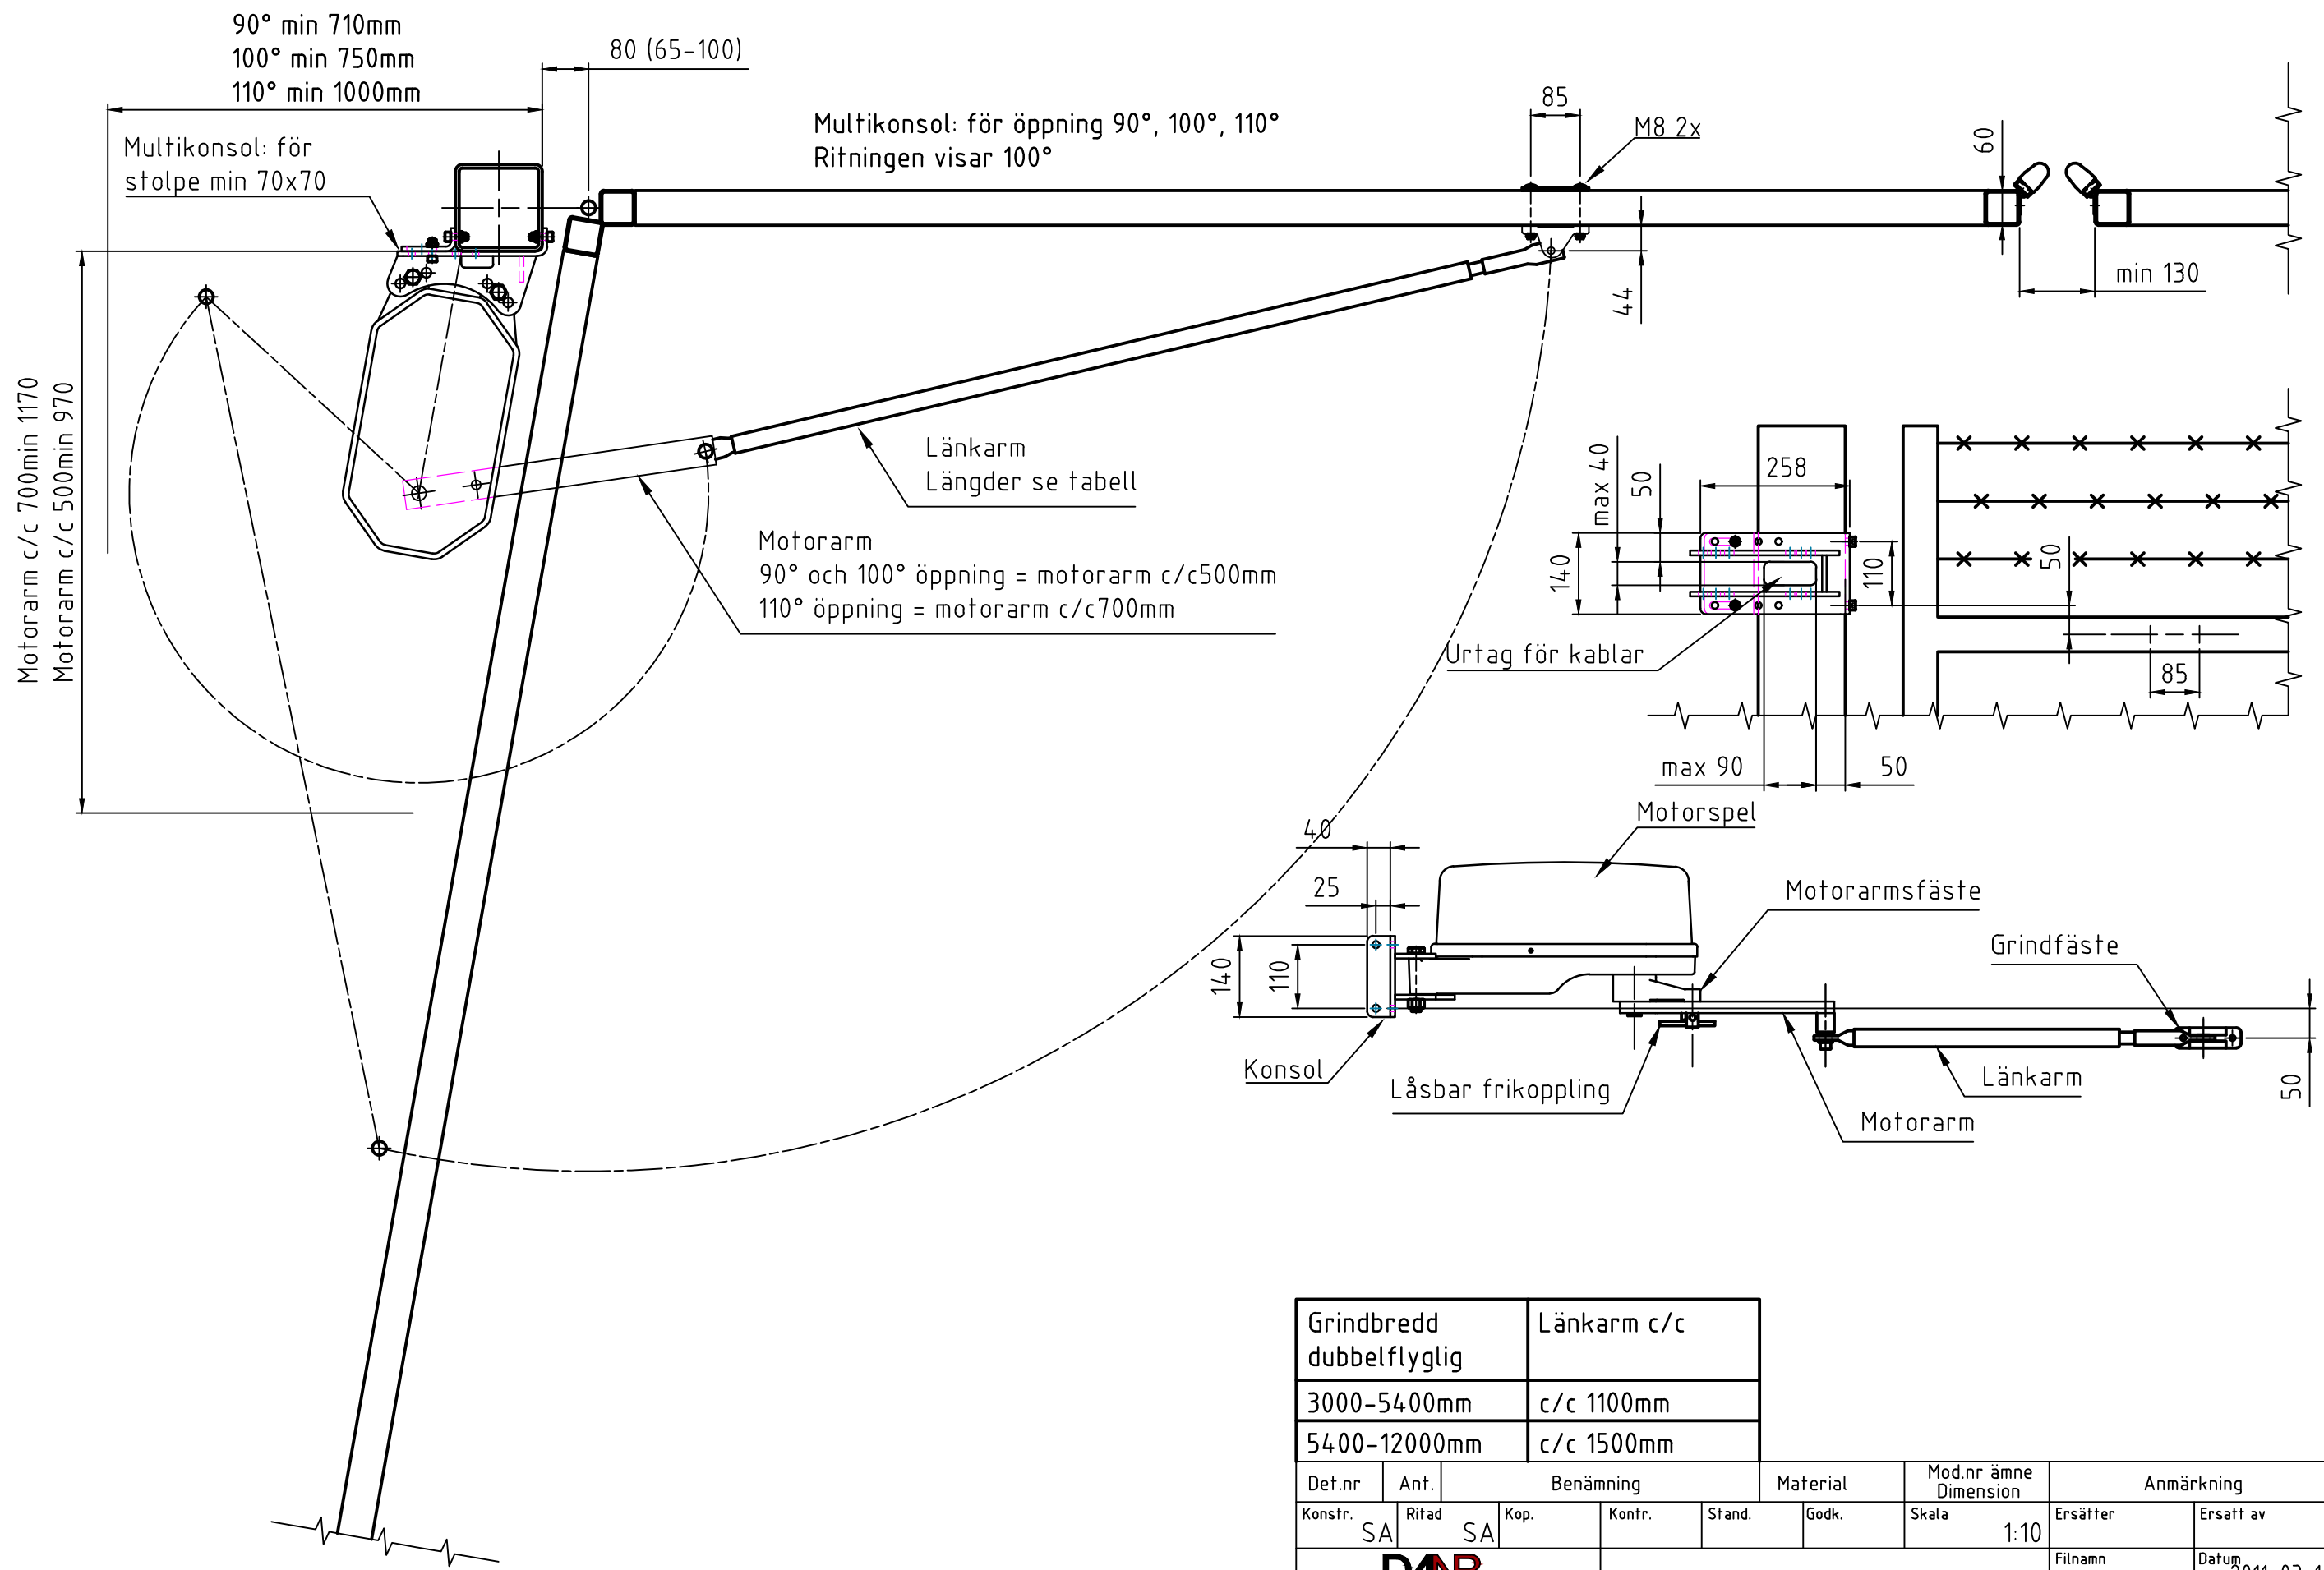 90° min 710mm
100° min 750mm
110° min 1000mm
80 (65-100)
Multikonsol: för
stolpe min 70x70
Multikonsol: för öppning 90°, 100°, 110°
Ritningen visar 100°
85
M8 2x
60
min 130
44
Motorarm c/c 700min 1170
Motorarm c/c 500min 970
Länkarm
Längder se tabell
Motorarm
90° och 100° öppning = motorarm c/c500mm
110° öppning = motorarm c/c700mm
max 40
50
258
140
110
50
Urtag för kablar
85
max 90
50
Motorspel
40
25
Motorarmsfäste
Grindfäste
140
110
Konsol
Låsbar frikoppling
Länkarm
Motorarm
50
Grindbredd
dubbelflyglig
Länkarm c/c
3000-5400mm
c/c 1100mm
5400-12000mm
c/c 1500mm
Det.nr
Ant.
Benämning
Material
Mod.nr ämne
Dimension
Anmärkning
Konstr.
SA
Ritad
SA
Kop.
Kontr.
Stand.
Godk.
Skala
1:10
Ersätter
Ersatt av
Filnamn
Datum